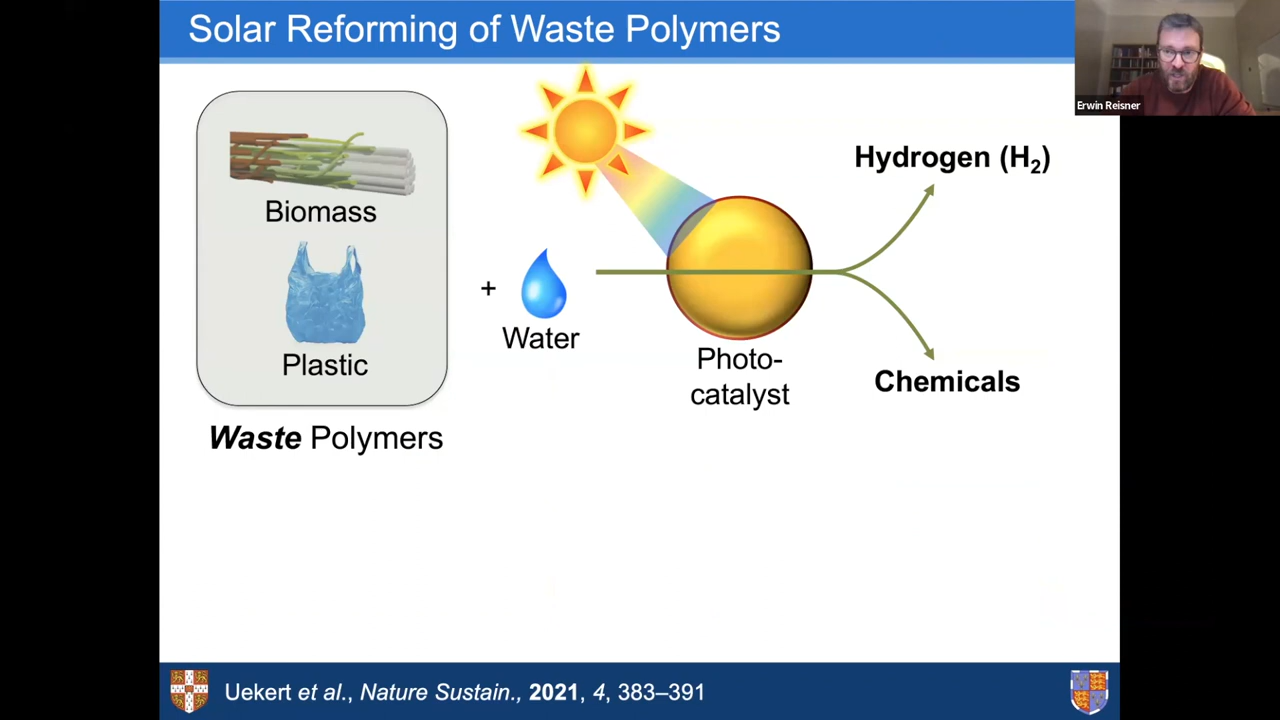 Solar Reforming of Waste Polymers
Erwin Reisner
Biomass
Plastic
Waste Polymers
+
Water
Photo-
catalyst
Hydrogen (H₂)
Chemicals
Uekert et al., Nature Sustain., 2021, 4, 383–391